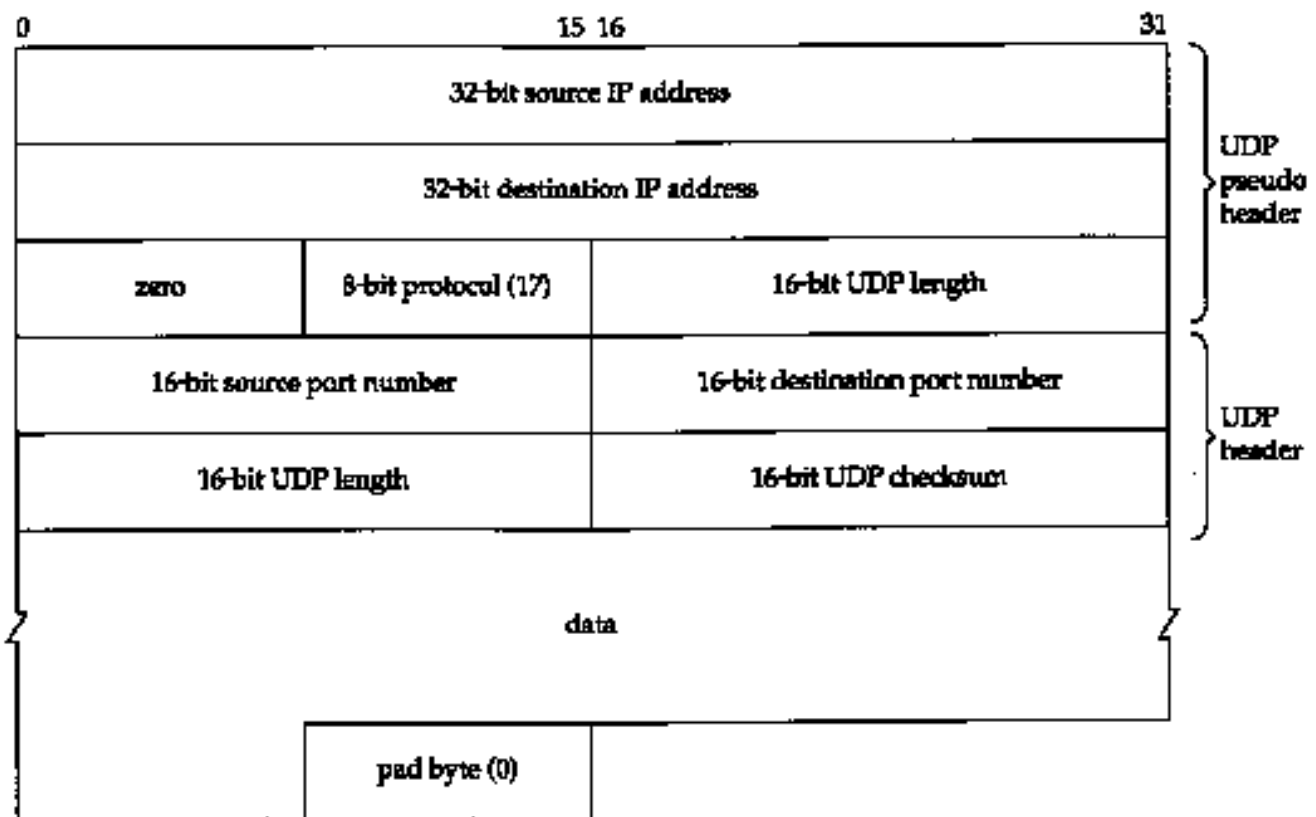 0 15 16 31
32-bit source IP address
32-bit destination IP address
UDP
pseudo
header
zero 8-bit protocol (17) 16-bit UDP length
16-bit source port number 16-bit destination port number
UDP
header
16-bit UDP length 16-bit UDP checksum
data
pad byte (0)